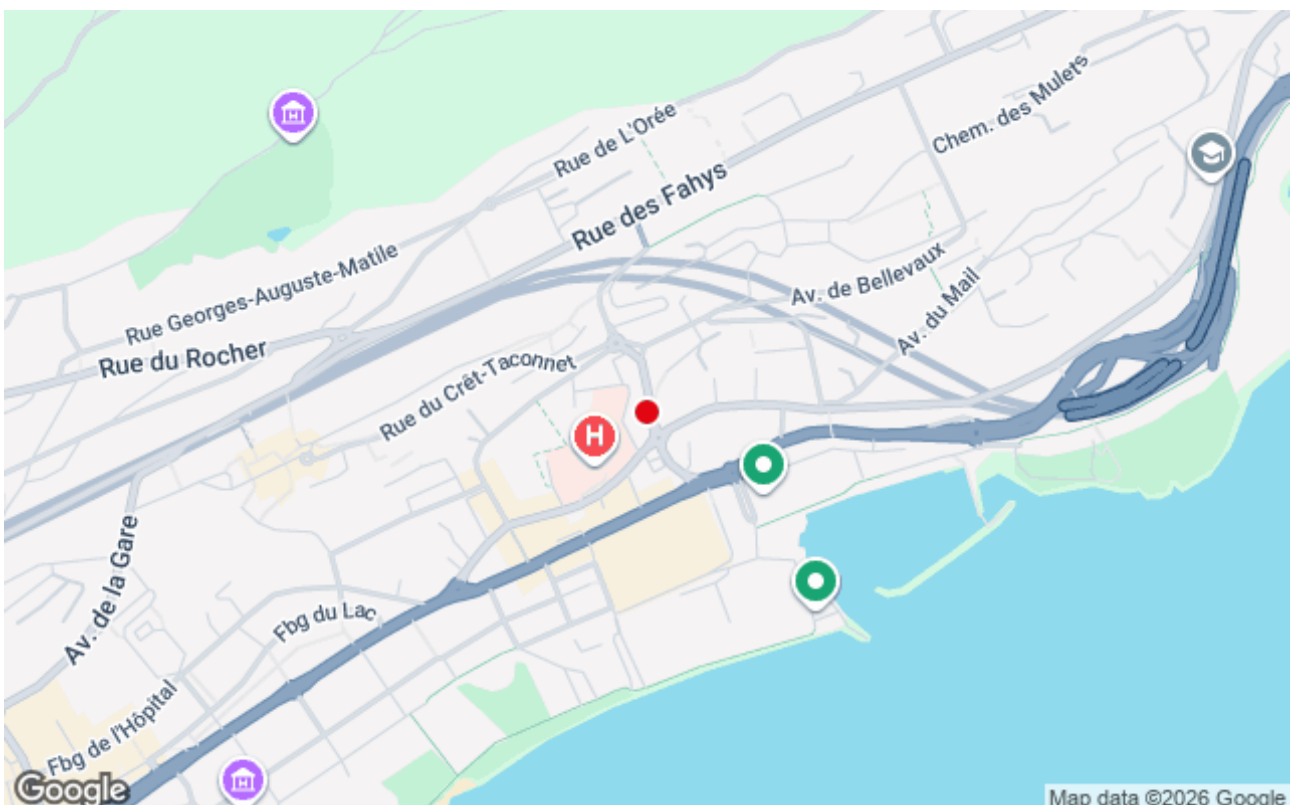 Rue de L'Orée
Chem. des Mulets
Rue des Fahys
Rue Georges-Auguste-Matile
Av. de Bellevaux
Av. du Mail
Rue du Rocher
Rue du Crêt-Taconnet
H
Av. de la Gare
Fbg du Lac
Fbg de l'Hôpital
Google
Map data ©2026 Google